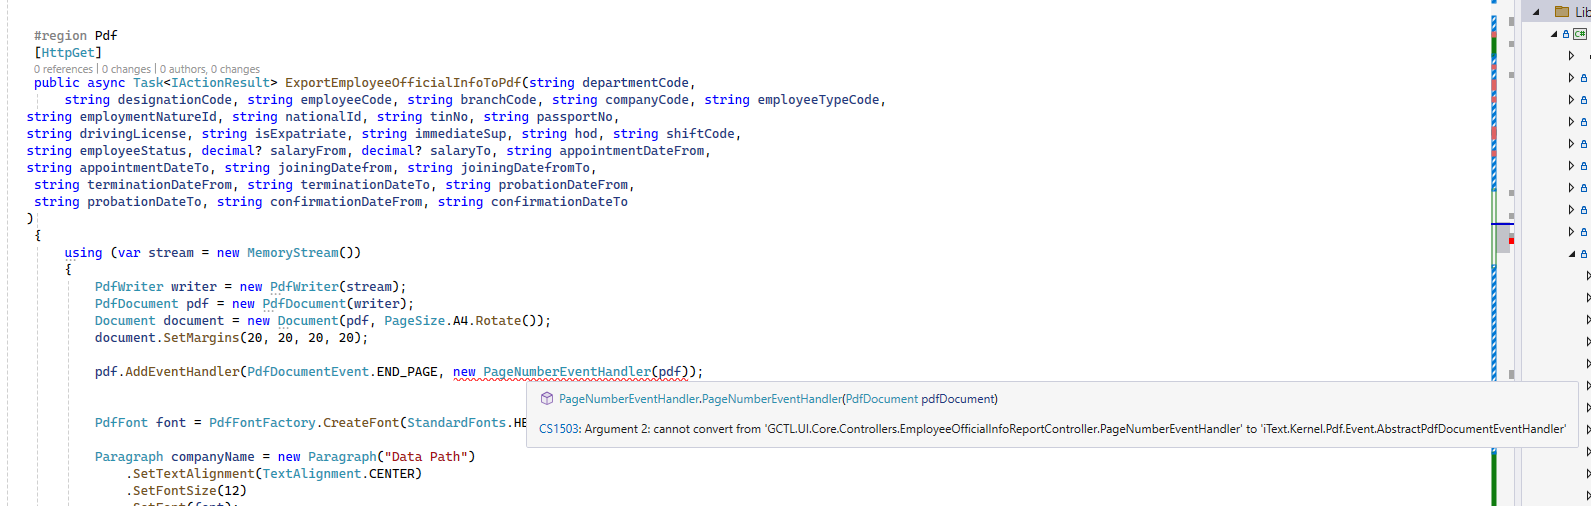 Lib
#region Pdf
[HttpGet]
0 references | 0 changes | 0 authors, 0 changes
public async Task<IActionResult> ExportEmployeeOfficialInfoToPdf(string departmentCode,
string designationCode, string employeeCode, string branchCode, string companyCode, string employeeTypeCode,
string employmentNatureId, string nationalId, string tinNo, string passportNo,
string drivingLicense, string isExpatriate, string immediateSup, string hod, string shiftCode,
string employeeStatus, decimal? salaryFrom, decimal? salaryTo, string appointmentDateFrom,
string appointmentDateTo, string joiningDatefrom, string joiningDatefromTo,
string terminationDateFrom, string terminationDateTo, string probationDateFrom,
string probationDateTo, string confirmationDateFrom, string confirmationDateTo
)
{
using (var stream = new MemoryStream())
{
PdfWriter writer = new PdfWriter(stream);
PdfDocument pdf = new PdfDocument(writer);
Document document = new Document(pdf, PageSize.A4.Rotate());
document.SetMargins(20, 20, 20, 20);
pdf.AddEventHandler(PdfDocumentEvent.END_PAGE, new PageNumberEventHandler(pdf));
PageNumberEventHandler.PageNumberEventHandler(PdfDocument pdfDocument)
PdfFont font = PdfFontFactory.CreateFont(StandardFonts.HE
CS1503: Argument 2: cannot convert from 'GCTL.UI.Core.Controllers.EmployeeOfficialInfoReportController.PageNumberEventHandler' to 'iText.Kernel.Pdf.Event.AbstractPdfDocumentEventHandler'
Paragraph companyName = new Paragraph("Data Path")
.SetTextAlignment(TextAlignment.CENTER)
.SetFontSize(12)
.SetFont(font);